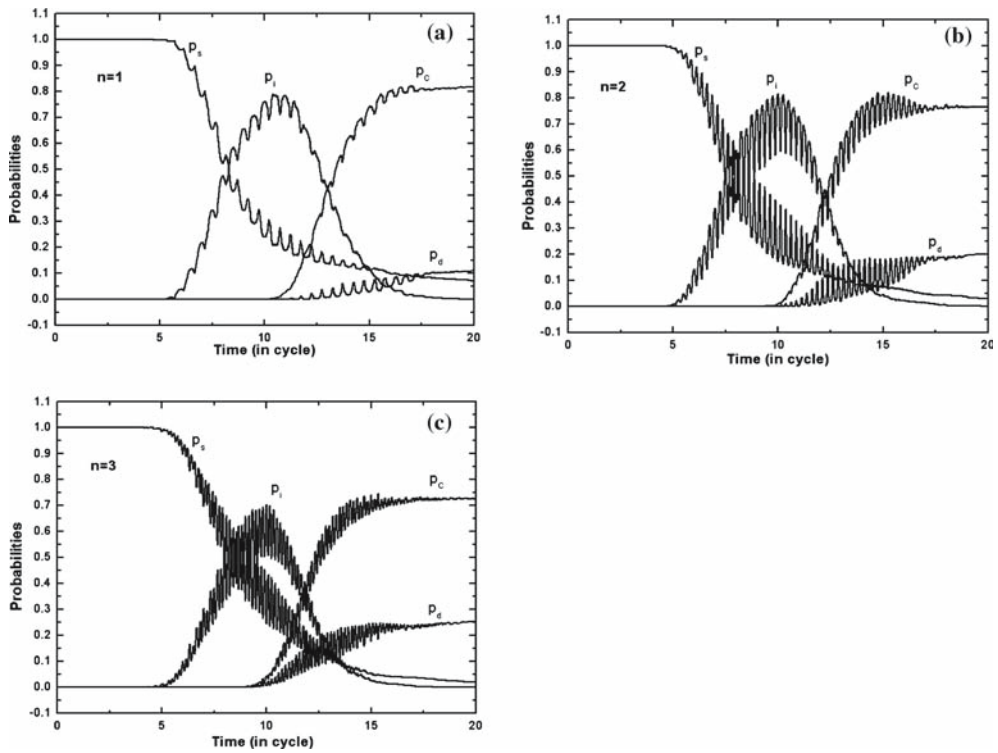 (a)
n=1
p_s
p_i
p_C
p_d
Probabilities
1.1
1.0
0.9
0.8
0.7
0.6
0.5
0.4
0.3
0.2
0.1
0.0
-0.1
0 5 10 15 20
Time (in cycle)
(b)
n=2
p_s
p_i
p_C
p_d
Probabilities
1.1
1.0
0.9
0.8
0.7
0.6
0.5
0.4
0.3
0.2
0.1
0.0
-0.1
0 5 10 15 20
Time (in cycle)
(c)
n=3
p_s
p_i
p_C
p_d
Probabilities
1.1
1.0
0.9
0.8
0.7
0.6
0.5
0.4
0.3
0.2
0.1
0.0
-0.1
0 5 10 15 20
Time (in cycle)